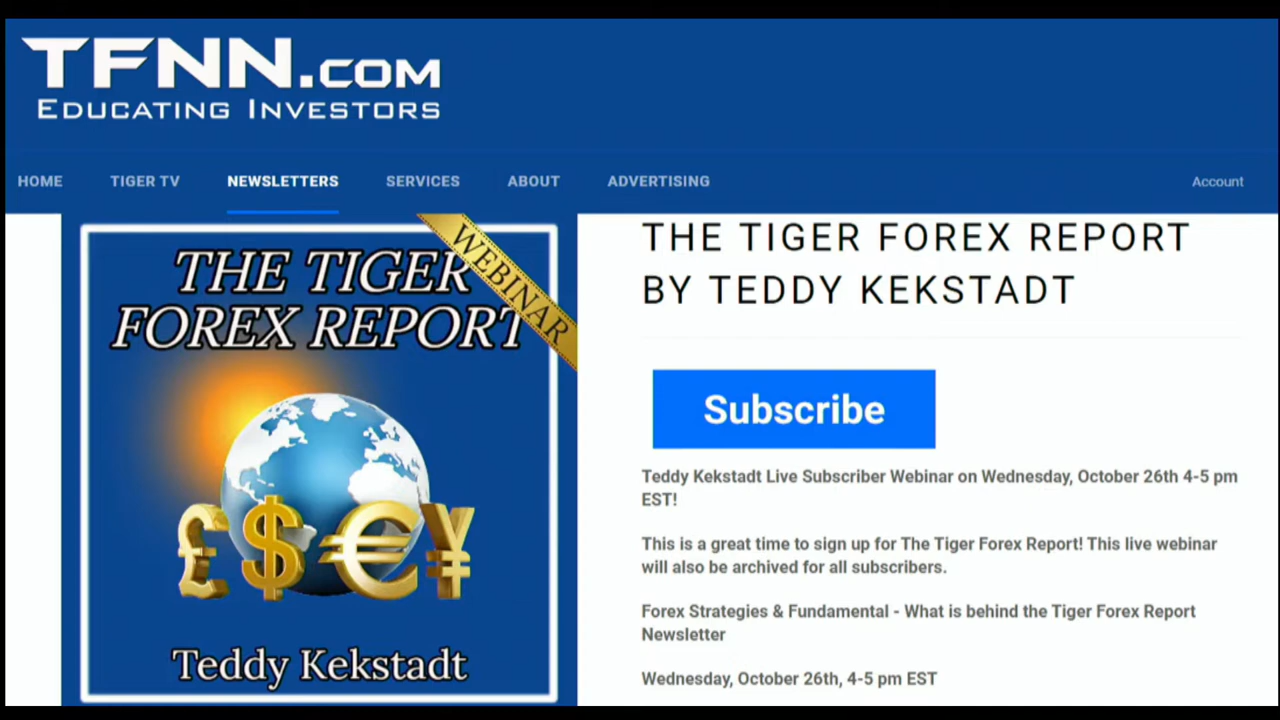 TFNN.COM
EDUCATING INVESTORS
HOME TIGER TV NEWSLETTERS SERVICES ABOUT ADVERTISING Account
THE TIGER
FOREX REPORT
WEBINAR
£$€¥
Teddy Kekstadt
THE TIGER FOREX REPORT
BY TEDDY KEKSTADT
Subscribe
Teddy Kekstadt Live Subscriber Webinar on Wednesday, October 26th 4-5 pm
EST!
This is a great time to sign up for The Tiger Forex Report! This live webinar
will also be archived for all subscribers.
Forex Strategies & Fundamental - What is behind the Tiger Forex Report
Newsletter
Wednesday, October 26th, 4-5 pm EST